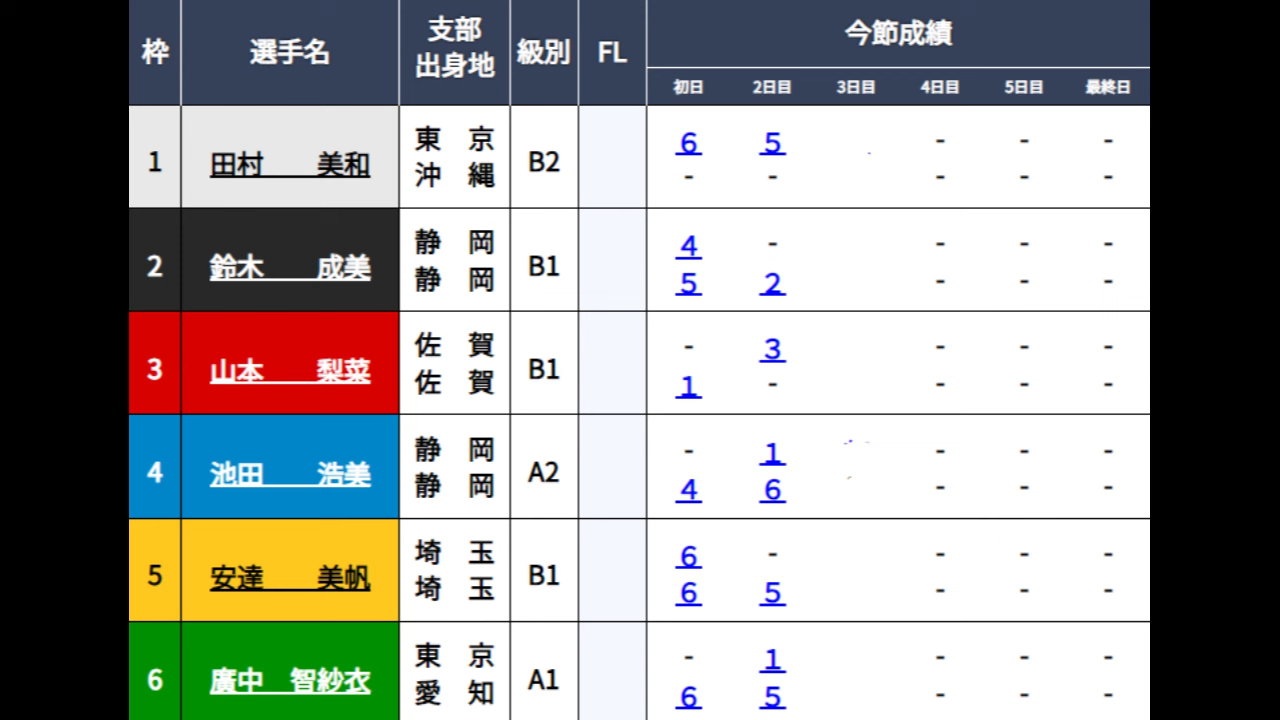 枠 選手名 支部 出身地 級別 FL 今節成績
初日 2日目 3日目 4日目 5日目 最終日
1 田村 美和 東 京 B2 6 5 - - -
沖 縄 - - - - -
2 鈴木 成美 静 岡 B1 4 - - - -
静 岡 5 2 - - -
3 山本 梨菜 佐 賀 B1 - 3 - - -
佐 賀 1 - - - -
4 池田 浩美 静 岡 A2 - 1 - - -
静 岡 4 6 - - -
5 安達 美帆 埼 玉 B1 6 - - - -
埼 玉 6 5 - - -
6 廣中 智紗衣 東 京 A1 - 1 - - -
愛 知 6 5 - - -